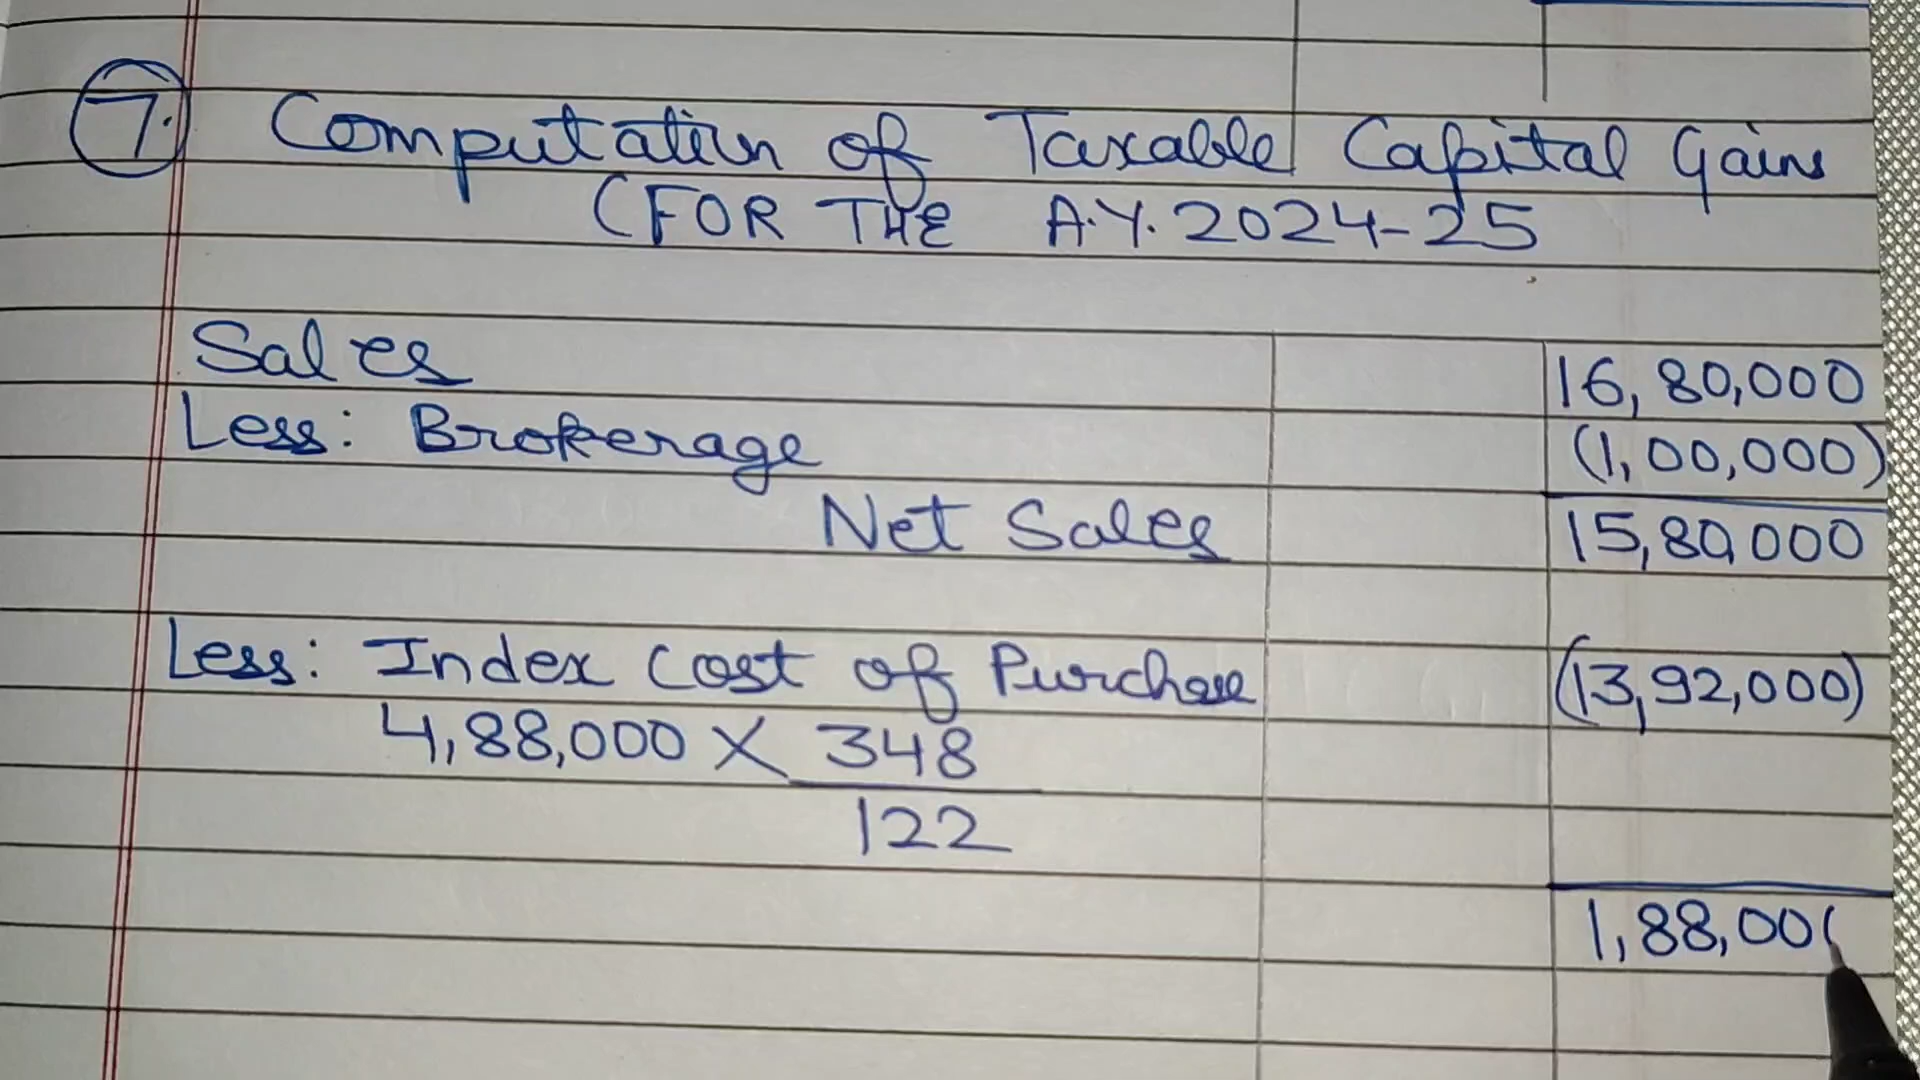 7. Computation of Taxable Capital Gains
(FOR THE A.Y. 2024-25
Sales 16,80,000
Less: Brokerage (1,00,000)
Net Sales 15,80,000
Less: Index Cost of Purchase (13,92,000)
4,88,000 X 348
122
1,88,000